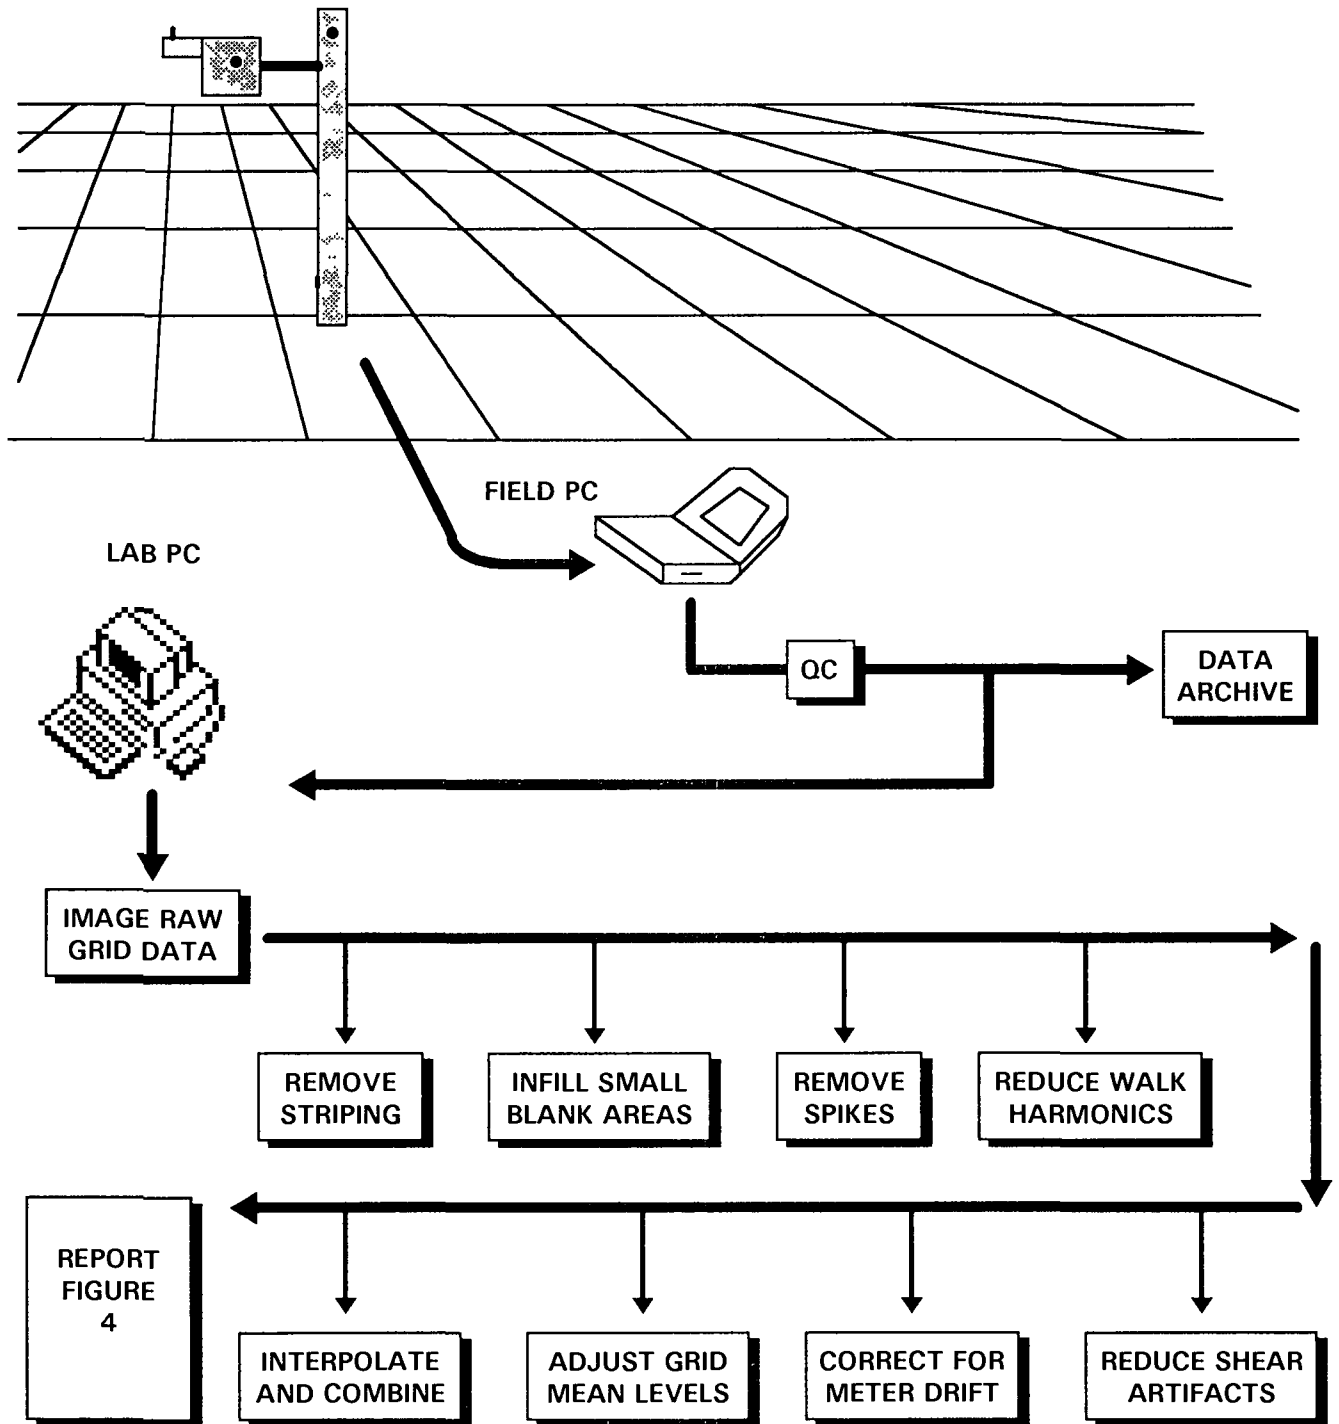 FIELD PC
LAB PC
QC
DATA
ARCHIVE
IMAGE RAW
GRID DATA
REMOVE
STRIPING
INFILL SMALL
BLANK AREAS
REMOVE
SPIKES
REDUCE WALK
HARMONICS
REPORT
FIGURE
4
INTERPOLATE
AND COMBINE
ADJUST GRID
MEAN LEVELS
CORRECT FOR
METER DRIFT
REDUCE SHEAR
ARTIFACTS